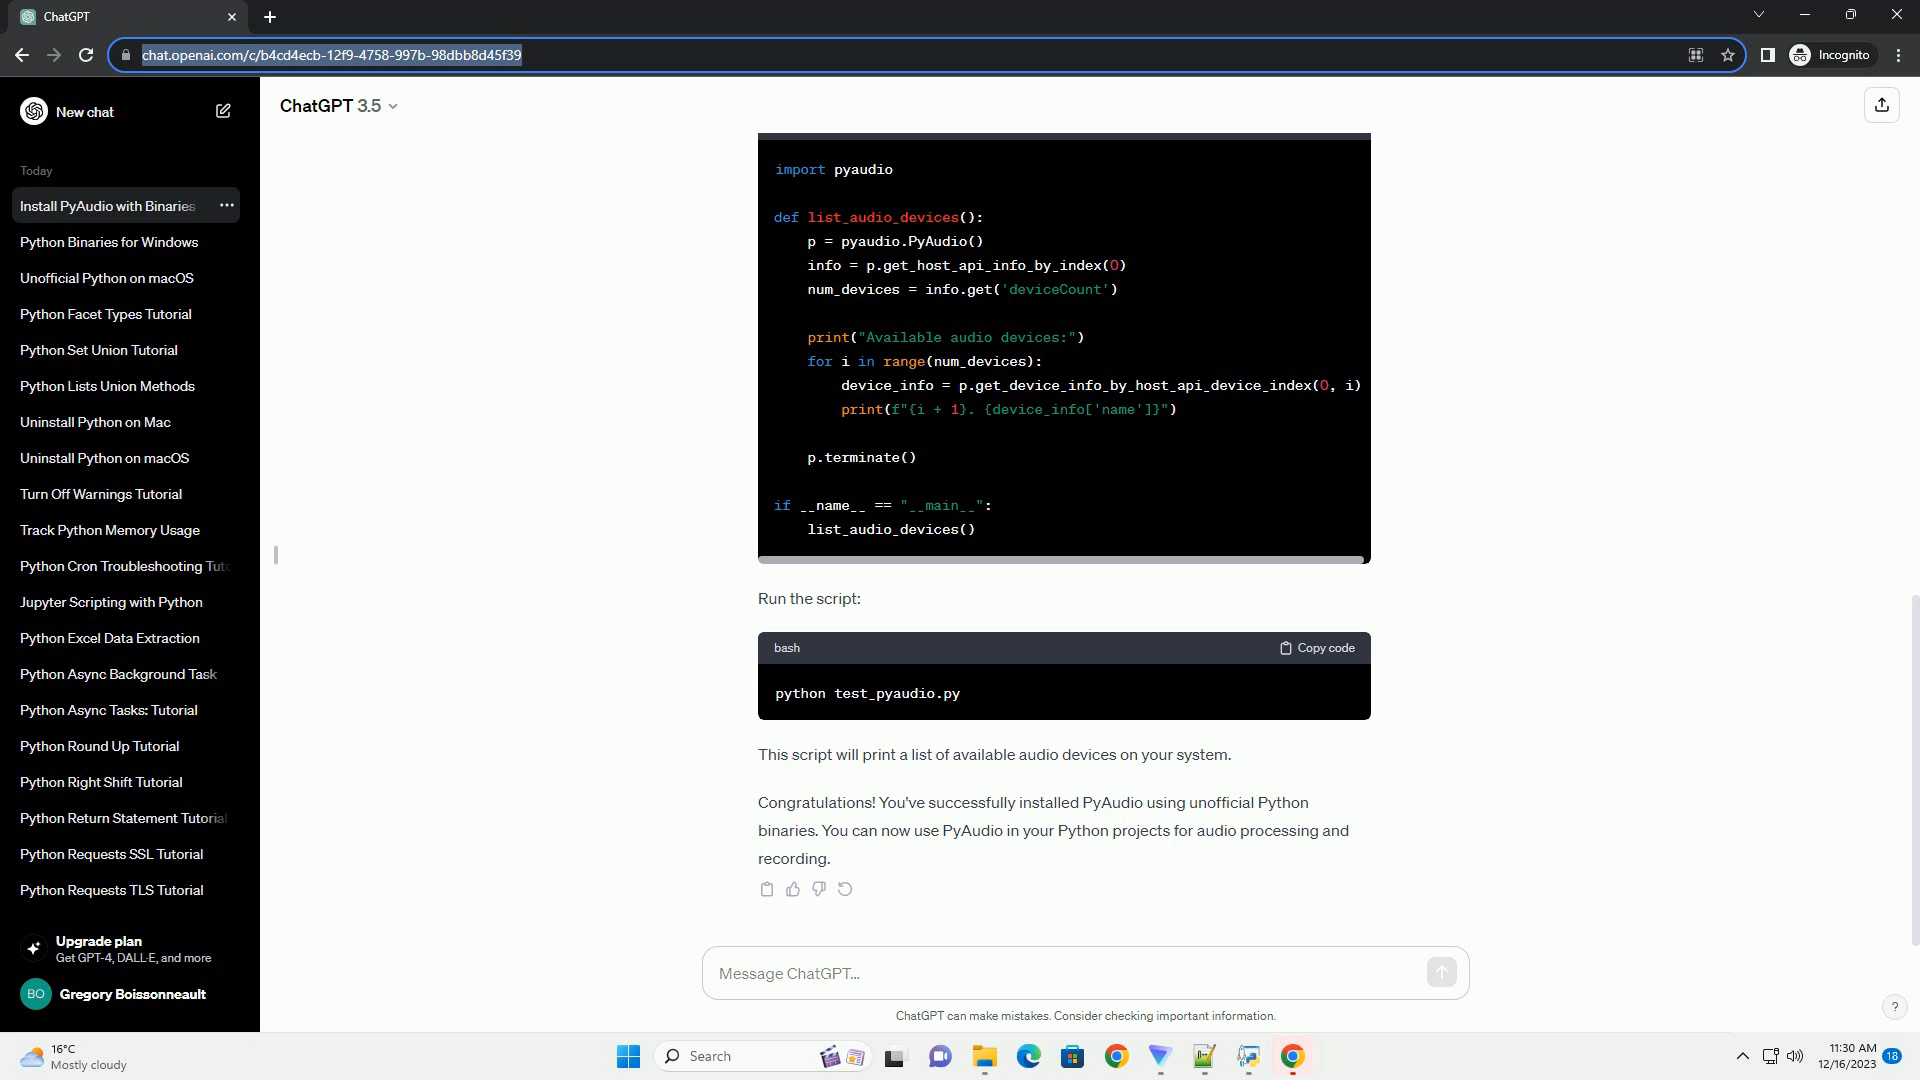 ChatGPT
chat.openai.com/c/b4cd4ecb-12f9-4758-997b-98dbb8d45f39
Incognito
New chat
Today
Install PyAudio with Binaries
Python Binaries for Windows
Unofficial Python on macOS
Python Facet Types Tutorial
Python Set Union Tutorial
Python Lists Union Methods
Uninstall Python on Mac
Uninstall Python on macOS
Turn Off Warnings Tutorial
Track Python Memory Usage
Python Cron Troubleshooting Tuto
Jupyter Scripting with Python
Python Excel Data Extraction
Python Async Background Task
Python Async Tasks: Tutorial
Python Round Up Tutorial
Python Right Shift Tutorial
Python Return Statement Tutorial
Python Requests SSL Tutorial
Python Requests TLS Tutorial
Upgrade plan
Get GPT-4, DALL·E, and more
BO Gregory Boissonneault
ChatGPT 3.5
import pyaudio
def list_audio_devices():
    p = pyaudio.PyAudio()
    info = p.get_host_api_info_by_index(0)
    num_devices = info.get('deviceCount')
    print("Available audio devices:")
    for i in range(num_devices):
        device_info = p.get_device_info_by_host_api_device_index(0, i)
        print(f"{i + 1}. {device_info['name']}")
    p.terminate()
if __name__ == "__main__":
    list_audio_devices()
Run the script:
bash Copy code
python test_pyaudio.py
This script will print a list of available audio devices on your system.
Congratulations! You've successfully installed PyAudio using unofficial Python
binaries. You can now use PyAudio in your Python projects for audio processing and
recording.
Message ChatGPT...
ChatGPT can make mistakes. Consider checking important information.
?
16°C
Mostly cloudy
Search
11:30 AM
12/16/2023
18